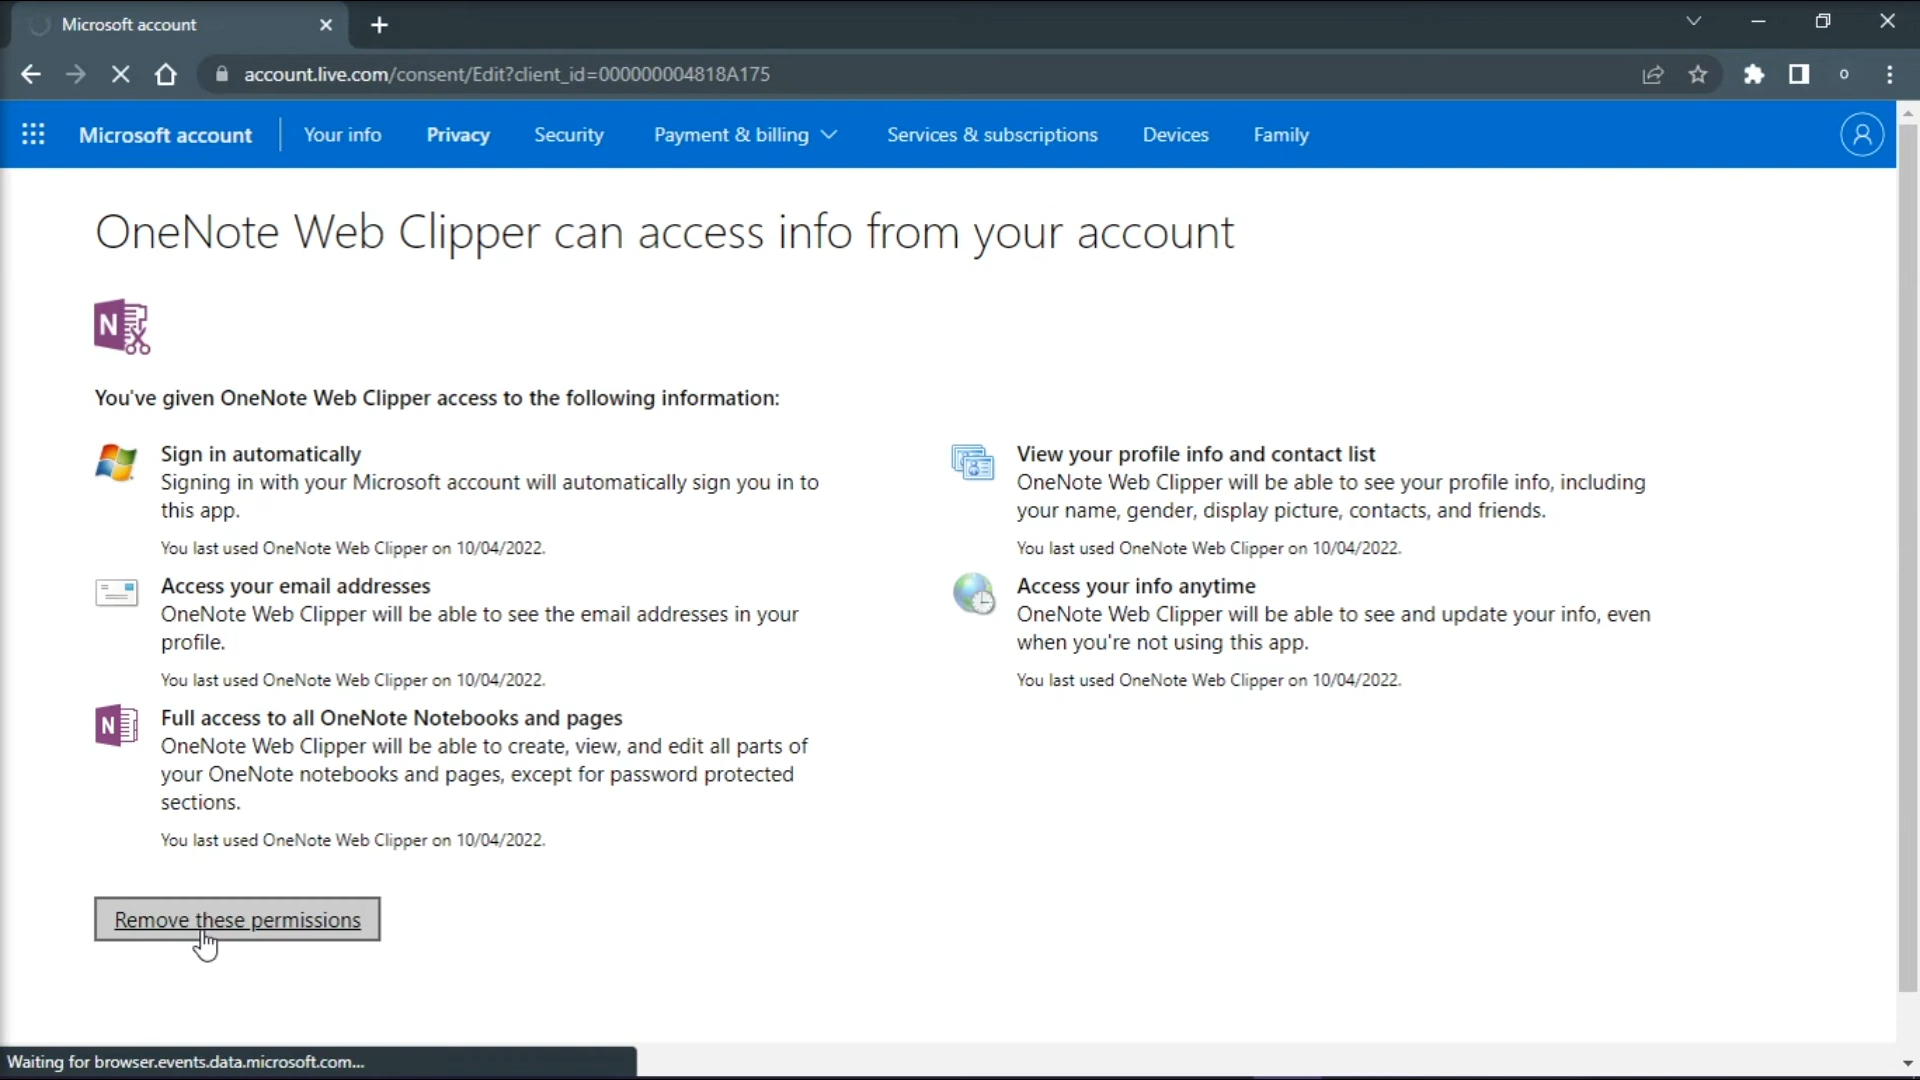 Microsoft account
account.live.com/consent/Edit?client_id=000000004818A175
Microsoft account
Your info
Privacy
Security
Payment & billing
Services & subscriptions
Devices
Family
OneNote Web Clipper can access info from your account
N
You've given OneNote Web Clipper access to the following information:
Sign in automatically
Signing in with your Microsoft account will automatically sign you in to
this app.
You last used OneNote Web Clipper on 10/04/2022.
View your profile info and contact list
OneNote Web Clipper will be able to see your profile info, including
your name, gender, display picture, contacts, and friends.
You last used OneNote Web Clipper on 10/04/2022.
Access your email addresses
OneNote Web Clipper will be able to see the email addresses in your
profile.
You last used OneNote Web Clipper on 10/04/2022.
Access your info anytime
OneNote Web Clipper will be able to see and update your info, even
when you're not using this app.
You last used OneNote Web Clipper on 10/04/2022.
N
Full access to all OneNote Notebooks and pages
OneNote Web Clipper will be able to create, view, and edit all parts of
your OneNote notebooks and pages, except for password protected
sections.
You last used OneNote Web Clipper on 10/04/2022.
Remove these permissions
Waiting for browser.events.data.microsoft.com...